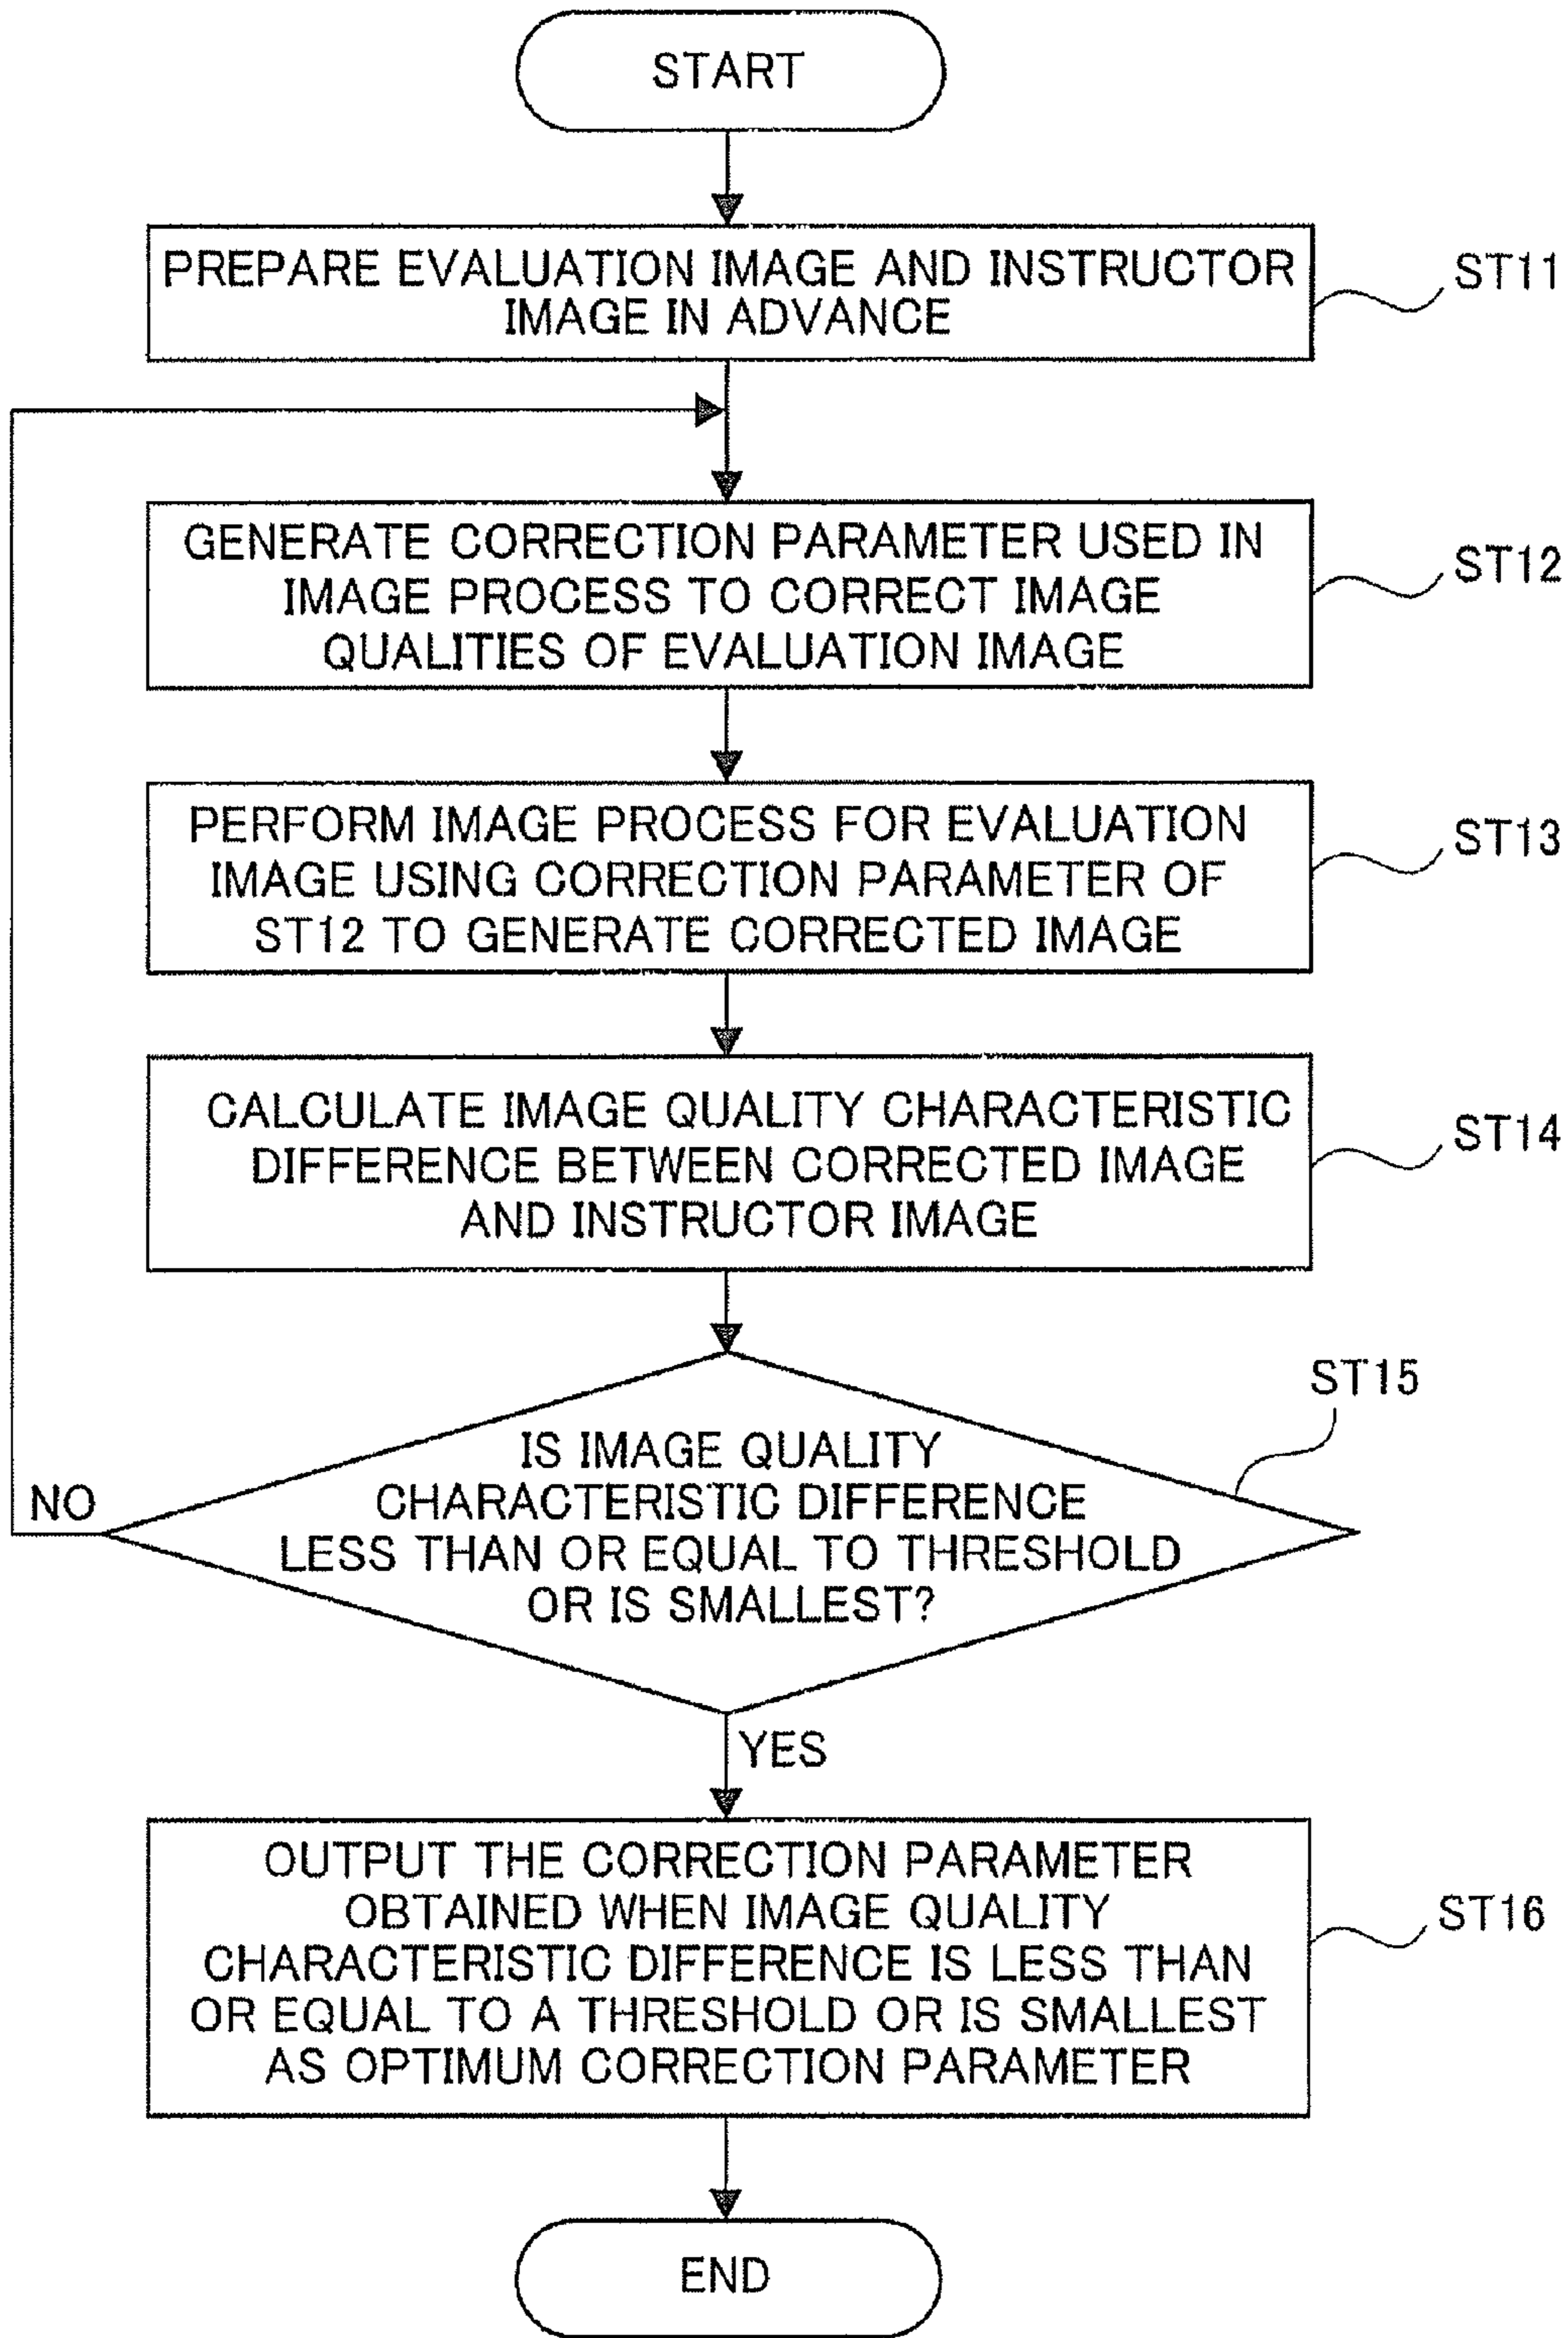 START
PREPARE EVALUATION IMAGE AND INSTRUCTOR
IMAGE IN ADVANCE
ST11
GENERATE CORRECTION PARAMETER USED IN
IMAGE PROCESS TO CORRECT IMAGE
QUALITIES OF EVALUATION IMAGE
ST12
PERFORM IMAGE PROCESS FOR EVALUATION
IMAGE USING CORRECTION PARAMETER OF
ST12 TO GENERATE CORRECTED IMAGE
ST13
CALCULATE IMAGE QUALITY CHARACTERISTIC
DIFFERENCE BETWEEN CORRECTED IMAGE
AND INSTRUCTOR IMAGE
ST14
IS IMAGE QUALITY
CHARACTERISTIC DIFFERENCE
LESS THAN OR EQUAL TO THRESHOLD
OR IS SMALLEST?
ST15
NO
YES
OUTPUT THE CORRECTION PARAMETER
OBTAINED WHEN IMAGE QUALITY
CHARACTERISTIC DIFFERENCE IS LESS THAN
OR EQUAL TO A THRESHOLD OR IS SMALLEST
AS OPTIMUM CORRECTION PARAMETER
ST16
END